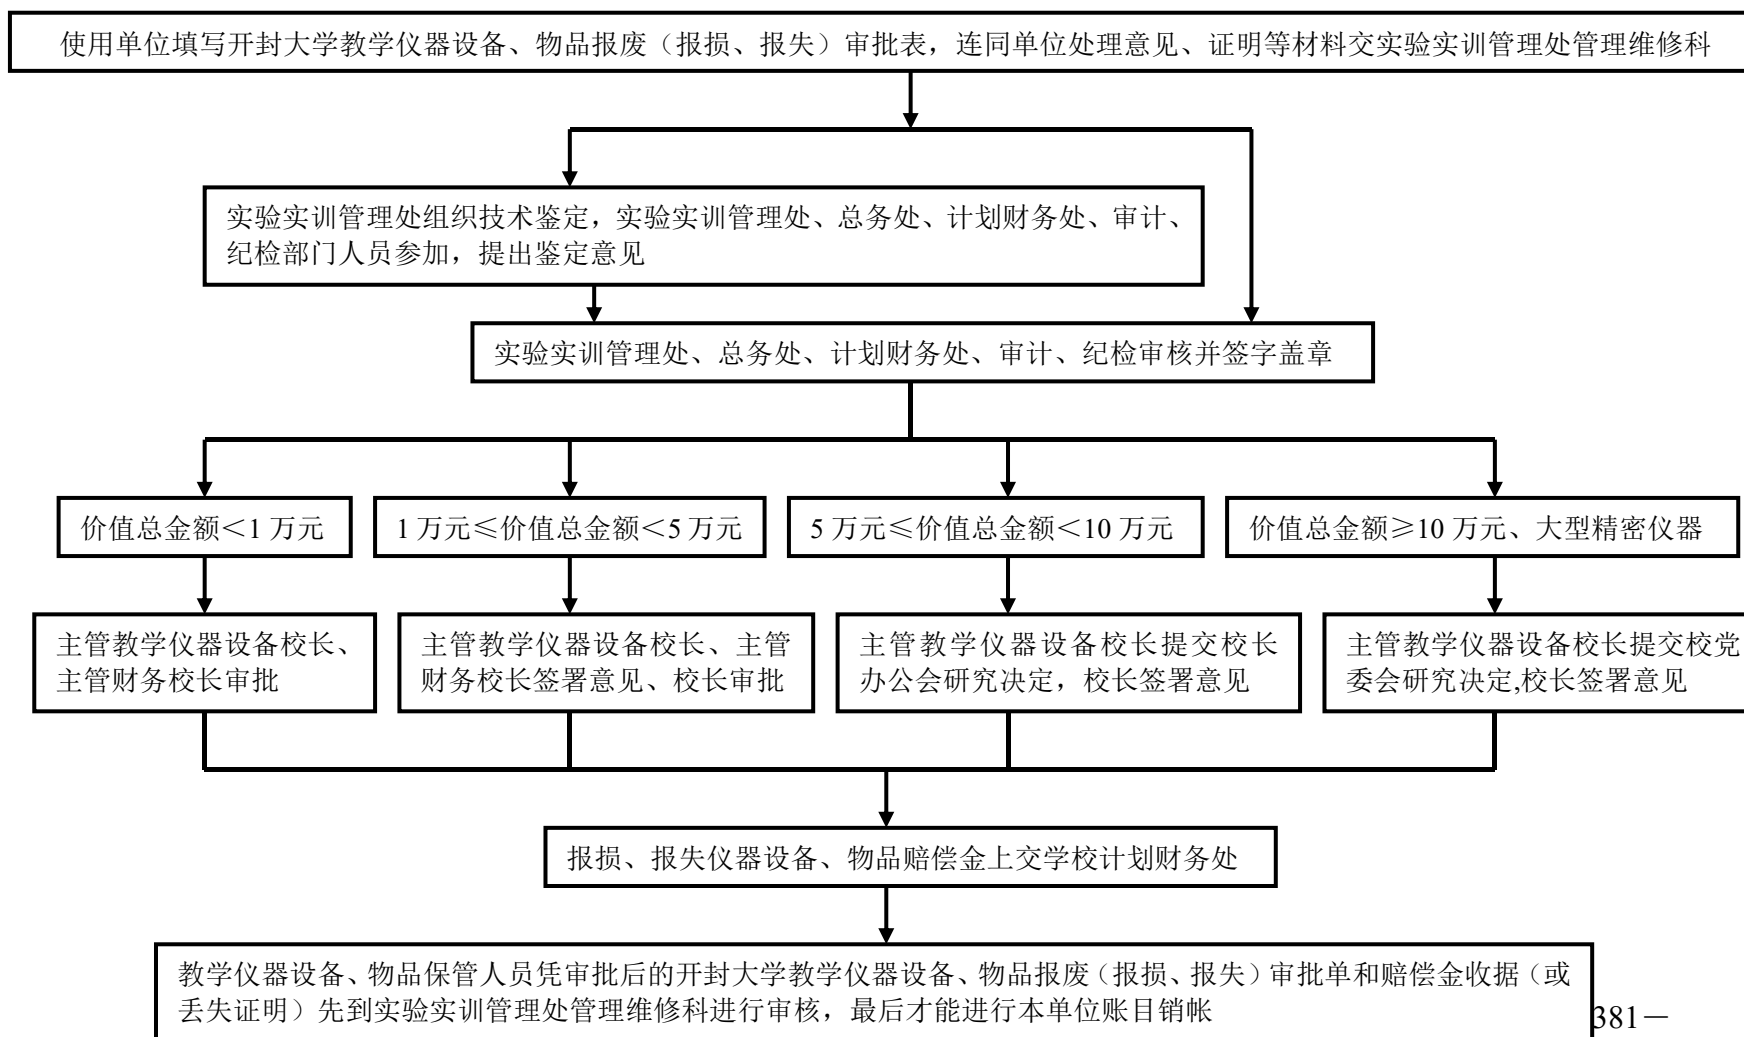 使用单位填写开封大学教学仪器设备、物品报废（报损、报失）审批表，连同单位处理意见、证明等材料交实验实训管理处管理维修科
实验实训管理处组织技术鉴定，实验实训管理处、总务处、计划财务处、审计、
纪检部门人员参加，提出鉴定意见
实验实训管理处、总务处、计划财务处、审计、纪检审核并签字盖章
价值总金额＜1 万元
1 万元≤价值总金额＜5 万元
5 万元≤价值总金额＜10 万元
价值总金额≥10 万元、大型精密仪器
主管教学仪器设备校长、
主管财务校长审批
主管教学仪器设备校长、主管
财务校长签署意见、校长审批
主管教学仪器设备校长提交校长
办公会研究决定，校长签署意见
主管教学仪器设备校长提交校党
委会研究决定,校长签署意见
报损、报失仪器设备、物品赔偿金上交学校计划财务处
教学仪器设备、物品保管人员凭审批后的开封大学教学仪器设备、物品报废（报损、报失）审批单和赔偿金收据（或
丢失证明）先到实验实训管理处管理维修科进行审核，最后才能进行本单位账目销帐
381－